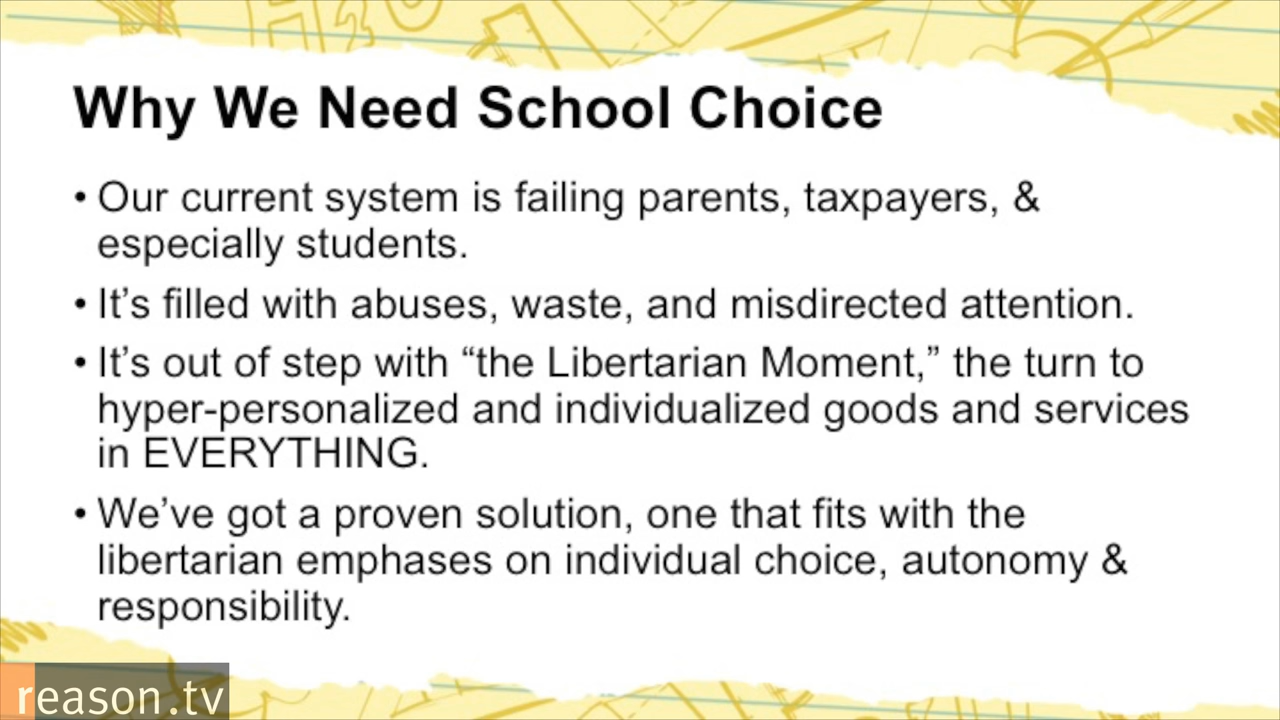 H₂O
Why We Need School Choice
• Our current system is failing parents, taxpayers, &
especially students.
• It’s filled with abuses, waste, and misdirected attention.
• It’s out of step with “the Libertarian Moment,” the turn to
hyper-personalized and individualized goods and services
in EVERYTHING.
• We’ve got a proven solution, one that fits with the
libertarian emphases on individual choice, autonomy &
responsibility.
reason.tv